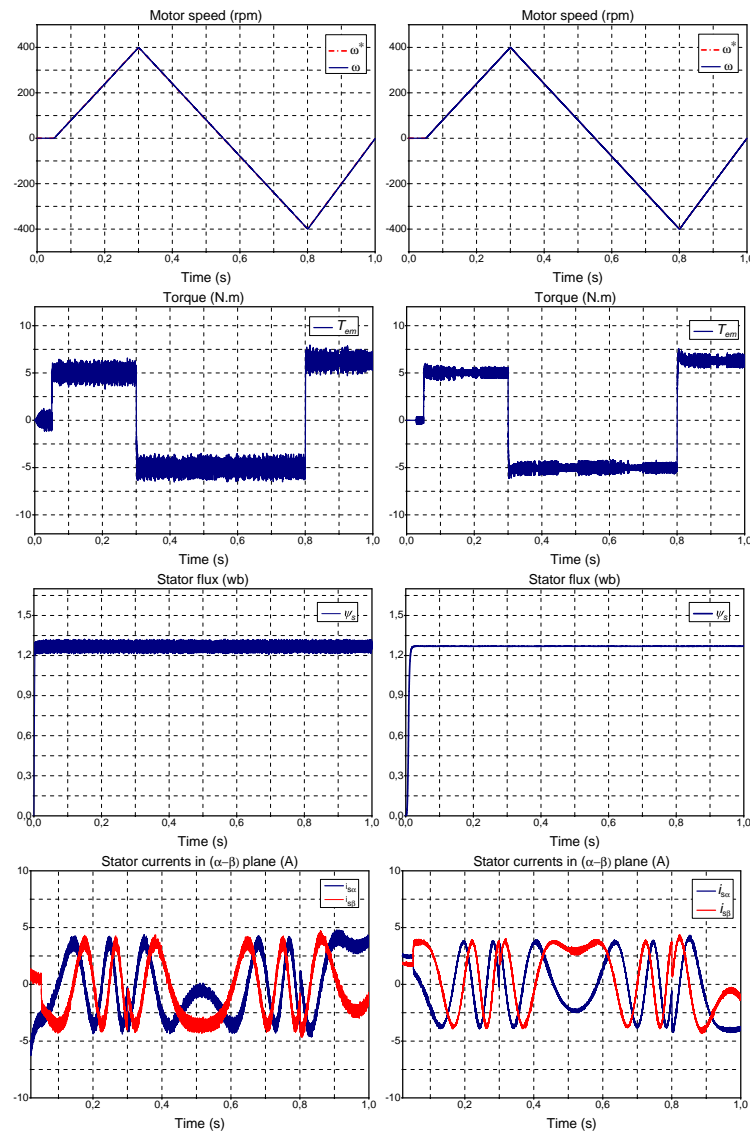 Motor speed (rpm)
400
200
0
-200
-400
ω*
ω
0,0 0,2 0,4 0,6 0,8 1,0
Time (s)
Motor speed (rpm)
400
200
0
-200
-400
ω*
ω
0,0 0,2 0,4 0,6 0,8 1,0
Time (s)
Torque (N.m)
10
5
0
-5
-10
Tem
0,0 0,2 0,4 0,6 0,8 1,0
Time (s)
Torque (N.m)
10
5
0
-5
-10
Tem
0,0 0,2 0,4 0,6 0,8 1,0
Time (s)
Stator flux (wb)
1,5
1,2
0,9
0,6
0,3
0,0
ψs
0,0 0,2 0,4 0,6 0,8 1,0
Time (s)
Stator flux (wb)
1,5
1,2
0,9
0,6
0,3
0,0
ψs
0,0 0,2 0,4 0,6 0,8 1,0
Time (s)
Stator currents in (α−β) plane (A)
10
5
0
-5
-10
isα
isβ
0,2 0,4 0,6 0,8 1,0
Time (s)
Stator currents in (α−β) plane (A)
10
5
0
-5
-10
isα
isβ
0,2 0,4 0,6 0,8 1,0
Time (s)